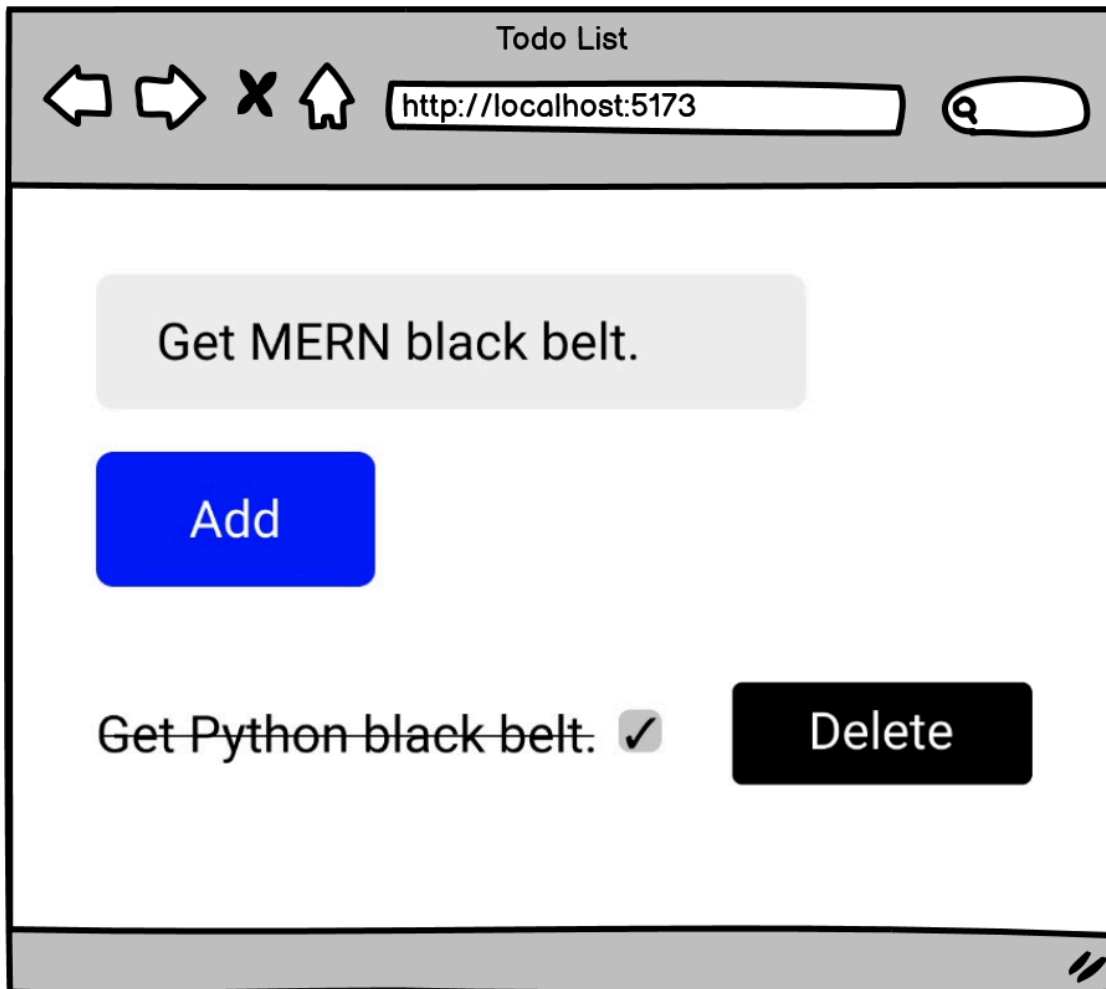 Todo List
http://localhost:5173
Get MERN black belt.
Add
Get Python black belt. ✓
Delete